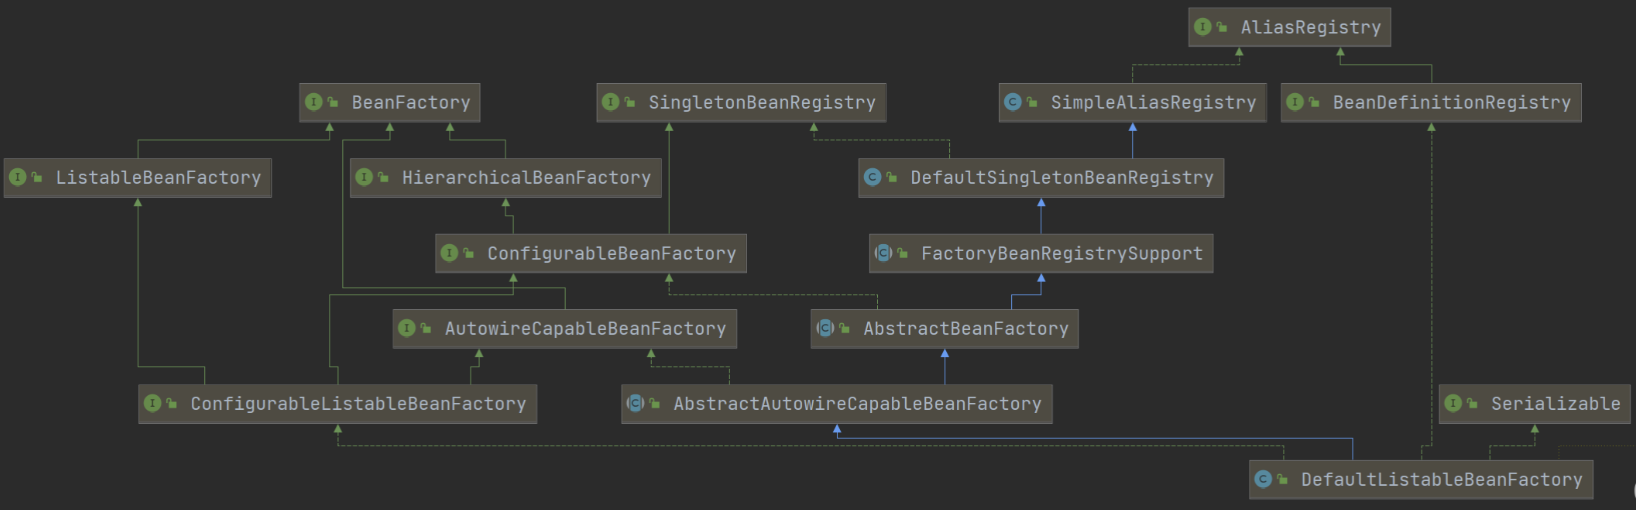 AliasRegistry
BeanFactory
SingletonBeanRegistry
SimpleAliasRegistry
BeanDefinitionRegistry
ListableBeanFactory
HierarchicalBeanFactory
DefaultSingletonBeanRegistry
ConfigurableBeanFactory
FactoryBeanRegistrySupport
AutowireCapableBeanFactory
AbstractBeanFactory
ConfigurableListableBeanFactory
AbstractAutowireCapableBeanFactory
Serializable
DefaultListableBeanFactory